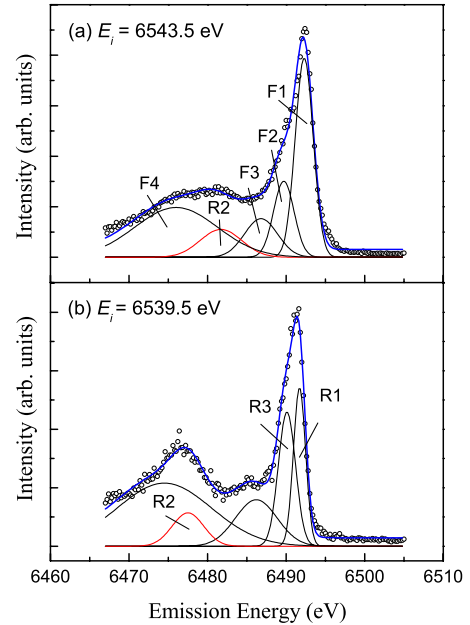 (a) E_i = 6543.5 eV
F1
F2
F3
F4
R2
Intensity (arb. units)
(b) E_i = 6539.5 eV
R3
R1
R2
Intensity (arb. units)
6460 6470 6480 6490 6500 6510
Emission Energy (eV)